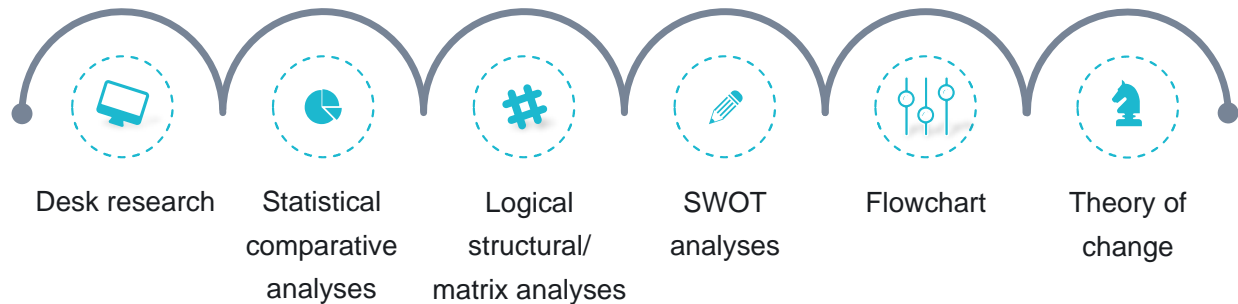 Desk research
Statistical
comparative
analyses
Logical
structural/
matrix analyses
SWOT
analyses
Flowchart
Theory of
change